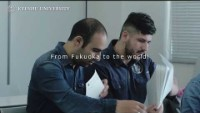 KYUSHU UNIVERSITY
From Fukuoka to the world!